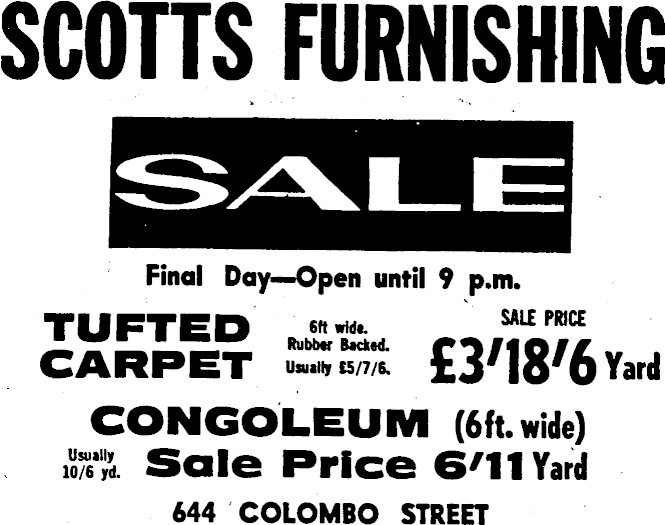 SCOTTS FURNISHING
SALE
Final Day—Open until 9 p.m.
TUFTED CARPET
6ft wide.
Rubber Backed.
Usually £5/7/6.
SALE PRICE
£3/18/6 Yard
CONGOLEUM (6ft. wide)
Usually
10/6 yd.
Sale Price 6/11 Yard
644 COLOMBO STREET